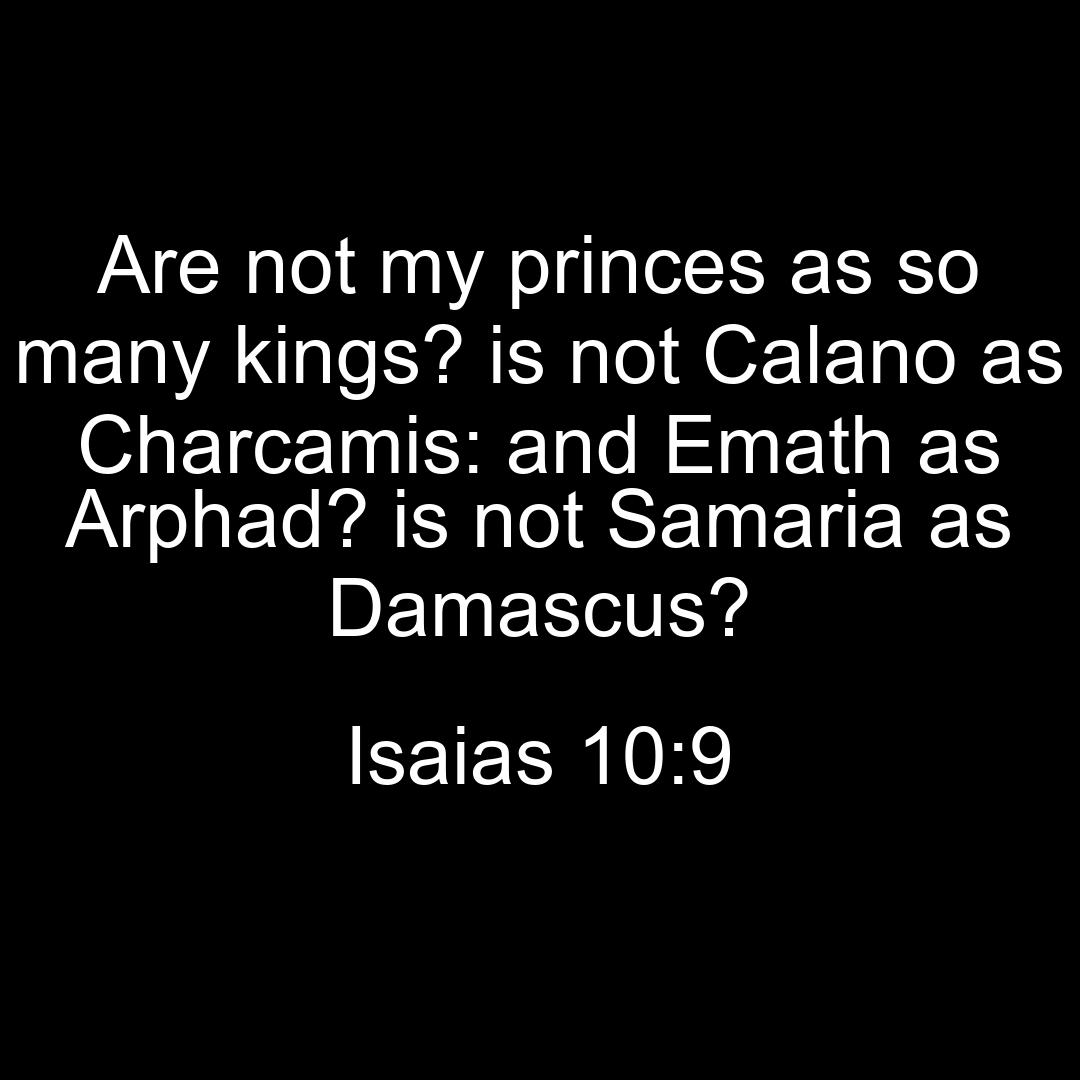 Are not my princes as so
many kings? is not Calano as
Charcamis: and Emath as
Arphad? is not Samaria as
Damascus?
Isaias 10:9